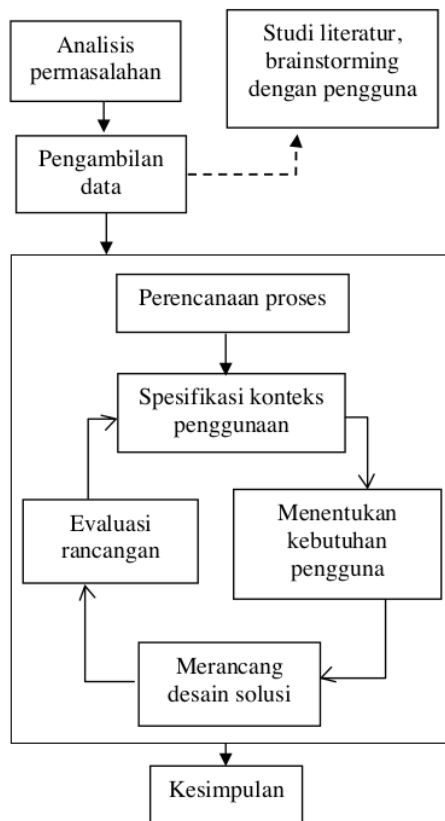 Analisis
permasalahan
Studi literatur,
brainstorming
dengan pengguna
Pengambilan
data
Perencanaan proses
Spesifikasi konteks
penggunaan
Menentukan
kebutuhan
pengguna
Merancang
desain solusi
Evaluasi
rancangan
Kesimpulan